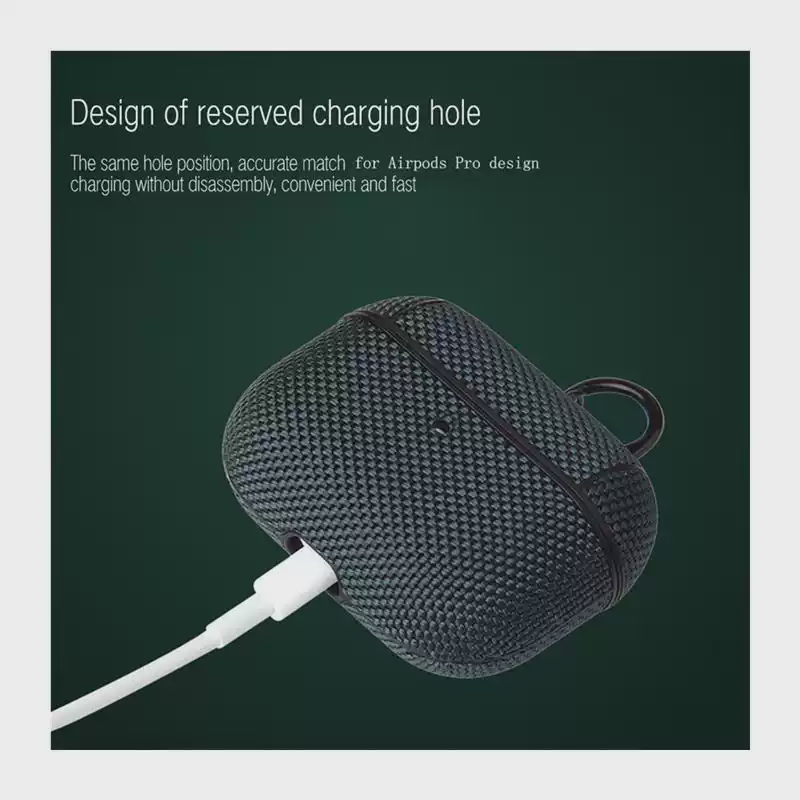 Design of reserved charging hole
The same hole position, accurate match for Airpods Pro design
charging without disassembly, convenient and fast